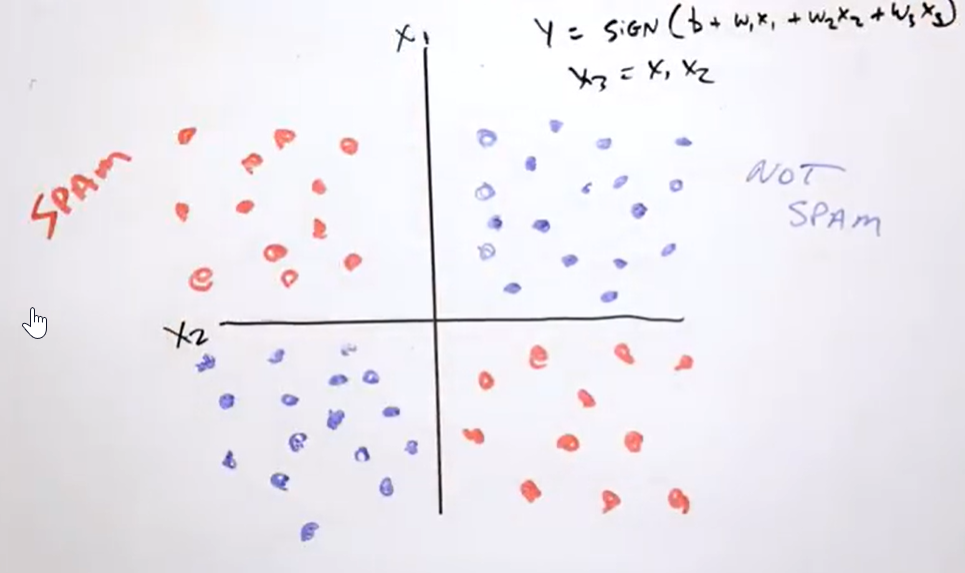 X₁
Y = SIGN (b + w₁x₁ + w₂x₂ + w₃x₃)
X₃ = X₁ X₂
SPAM
NOT
SPAM
X₂